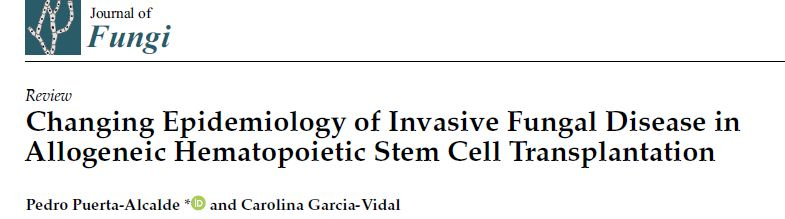 Journal of
Fungi
Review
Changing Epidemiology of Invasive Fungal Disease in
Allogeneic Hematopoietic Stem Cell Transplantation
Pedro Puerta-Alcalde * iD and Carolina Garcia-Vidal